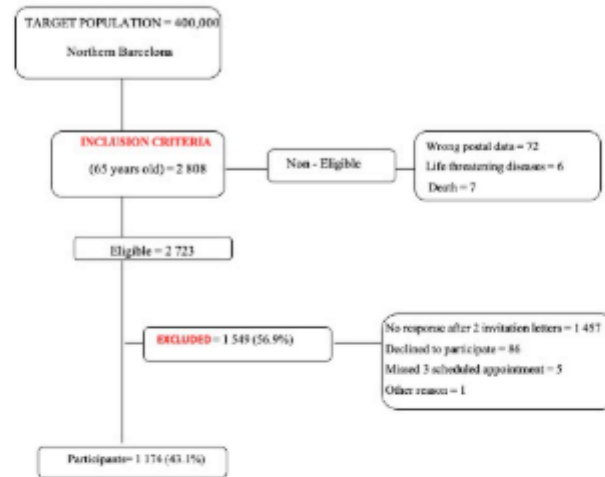 TARGET POPULATION = 400,000
Northern Barcelona
INCLUSION CRITERIA
(65 years old) = 2 808
Non - Eligible
Wrong postal data = 72
Life threatening diseases = 6
Death = 7
Eligible = 2 723
EXCLUDED = 1 549 (56.9%)
No response after 2 invitation letters = 1 457
Declined to participate = 86
Missed 3 scheduled appointment = 5
Other reason = 1
Participants= 1 174 (43.1%)